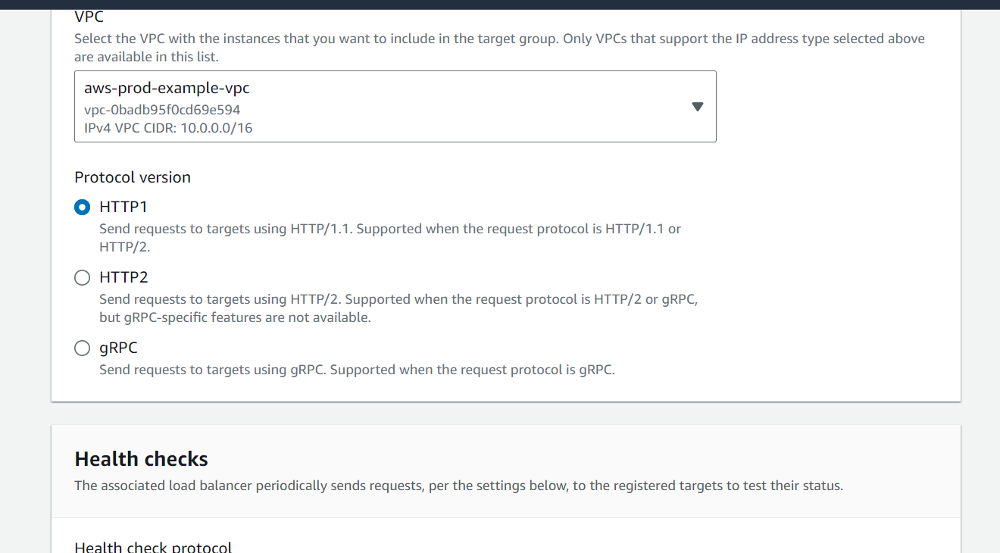 VPC
Select the VPC with the instances that you want to include in the target group. Only VPCs that support the IP address type selected above
are available in this list.
aws-prod-example-vpc
vpc-0badb95f0cd69e594
IPv4 VPC CIDR: 10.0.0.0/16
Protocol version
HTTP1
Send requests to targets using HTTP/1.1. Supported when the request protocol is HTTP/1.1 or
HTTP/2.
HTTP2
Send requests to targets using HTTP/2. Supported when the request protocol is HTTP/2 or gRPC,
but gRPC-specific features are not available.
gRPC
Send requests to targets using gRPC. Supported when the request protocol is gRPC.
Health checks
The associated load balancer periodically sends requests, per the settings below, to the registered targets to test their status.
Health check protocol